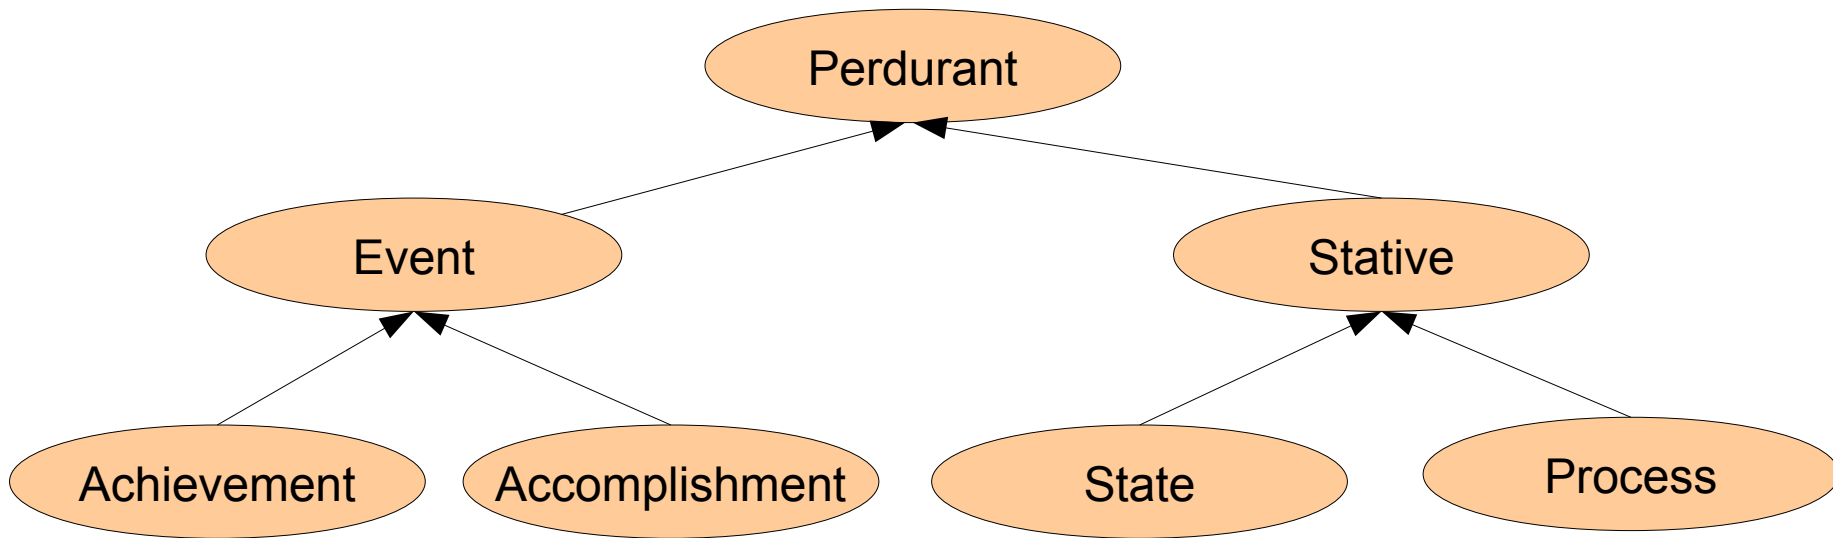 Perdurant
Event
Stative
Achievement
Accomplishment
State
Process